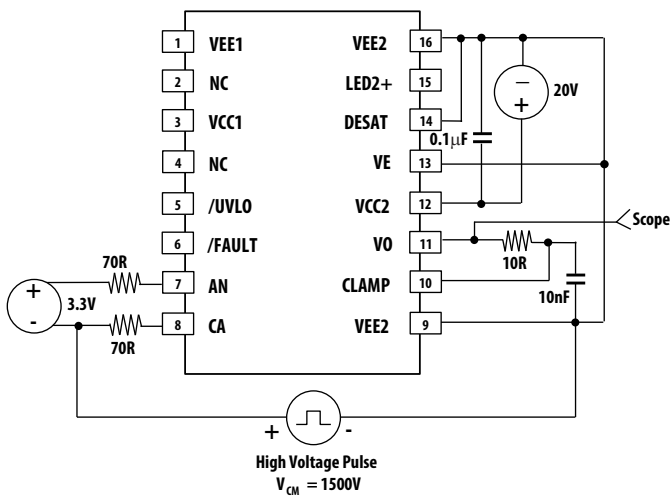 1 VEE1 VEE2 16
2 NC LED2+ 15
3 VCC1 DESAT 14
4 NC VE 13
5 /UVLO VCC2 12
6 /FAULT VO 11
7 AN CLAMP 10
8 CA VEE2 9
− + 20V
0.1µF
Scope
10R
10nF
70R
+ - 3.3V
70R
+ -
High Voltage Pulse
VCM = 1500V